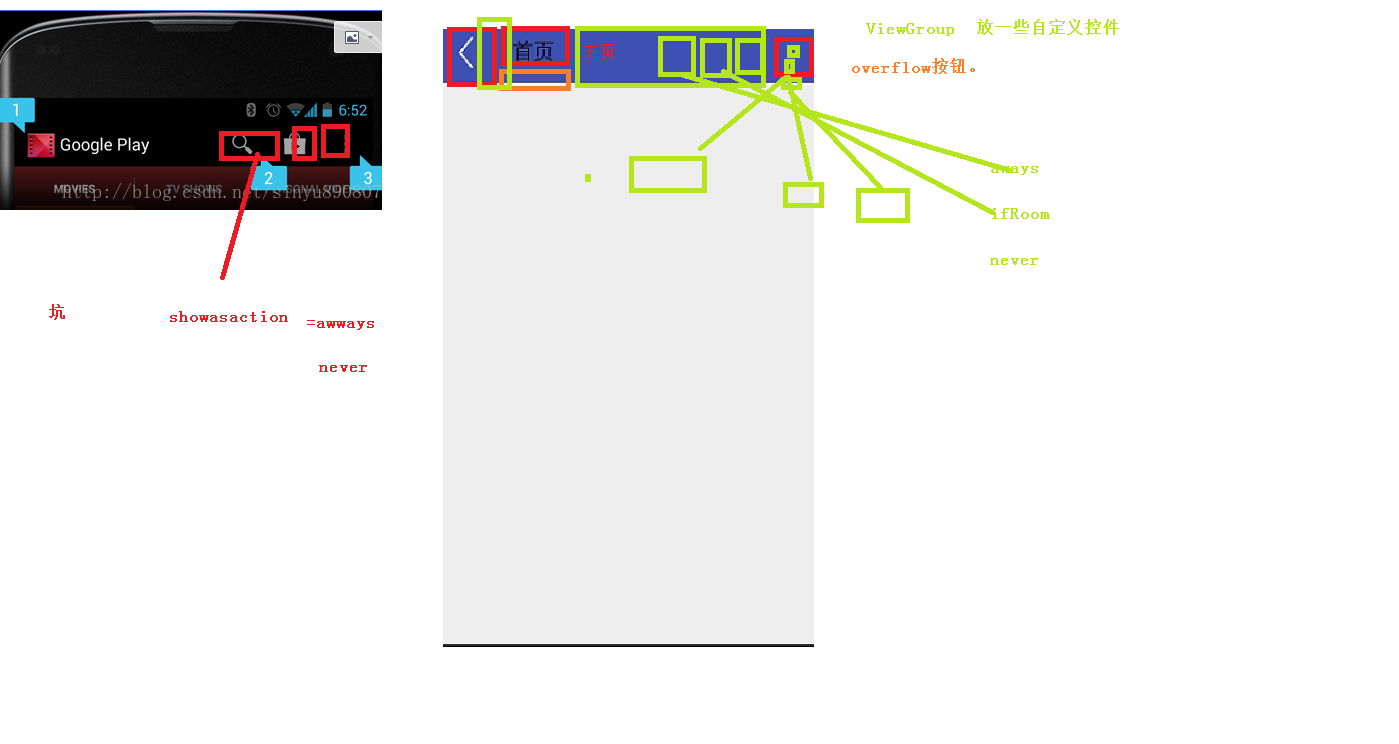 1
6:52
Google Play
2
3
MOVIES
TV SHOWS
http://blog.csdn.net/sinyu890807
坑
showasaction
=awways
never
首页
主页
ViewGroup 放一些自定义控件
overflow按钮。
aways
ifRoom
never